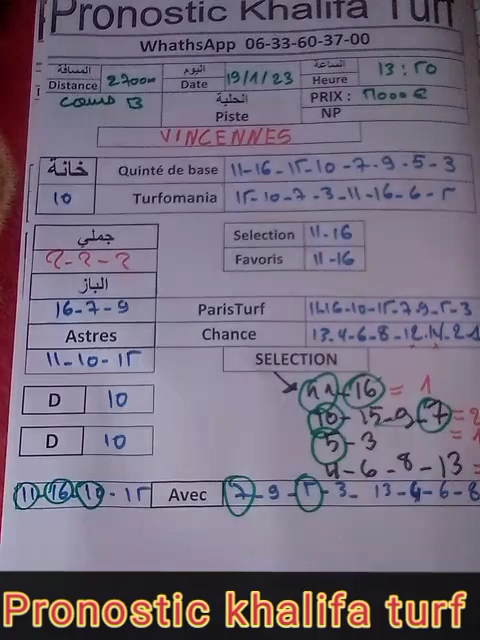 Pronostic Khalifa Turf
WhathsApp 06-33-60-37-00
المسافة
Distance 2700m
اليوم
Date 19/1/23
الساعة
Heure 13:50
Cours B
الحلبة
Piste
PRIX : 51000 €
NP
VINCENNES
خانة
10
Quinté de base 11-16-15-10-7-9-5-3
Turfomania 15-10-7-3-11-16-6-5
جملي
?-?-?
Selection 11-16
Favoris 11-16
الباز
16-7-9
ParisTurf 11.16-10-15.7-9-5-3
Astres
11-10-15
Chance 13.4-6-8-12.14-2-1
SELECTION
D 10
D 10
11-16 = 1
10-15-9-7 = 2
5-3 = 1
4-6-8-13 =
11-16-10-15 Avec 7-9-5-3-13-4-6-8
Pronostic khalifa turf